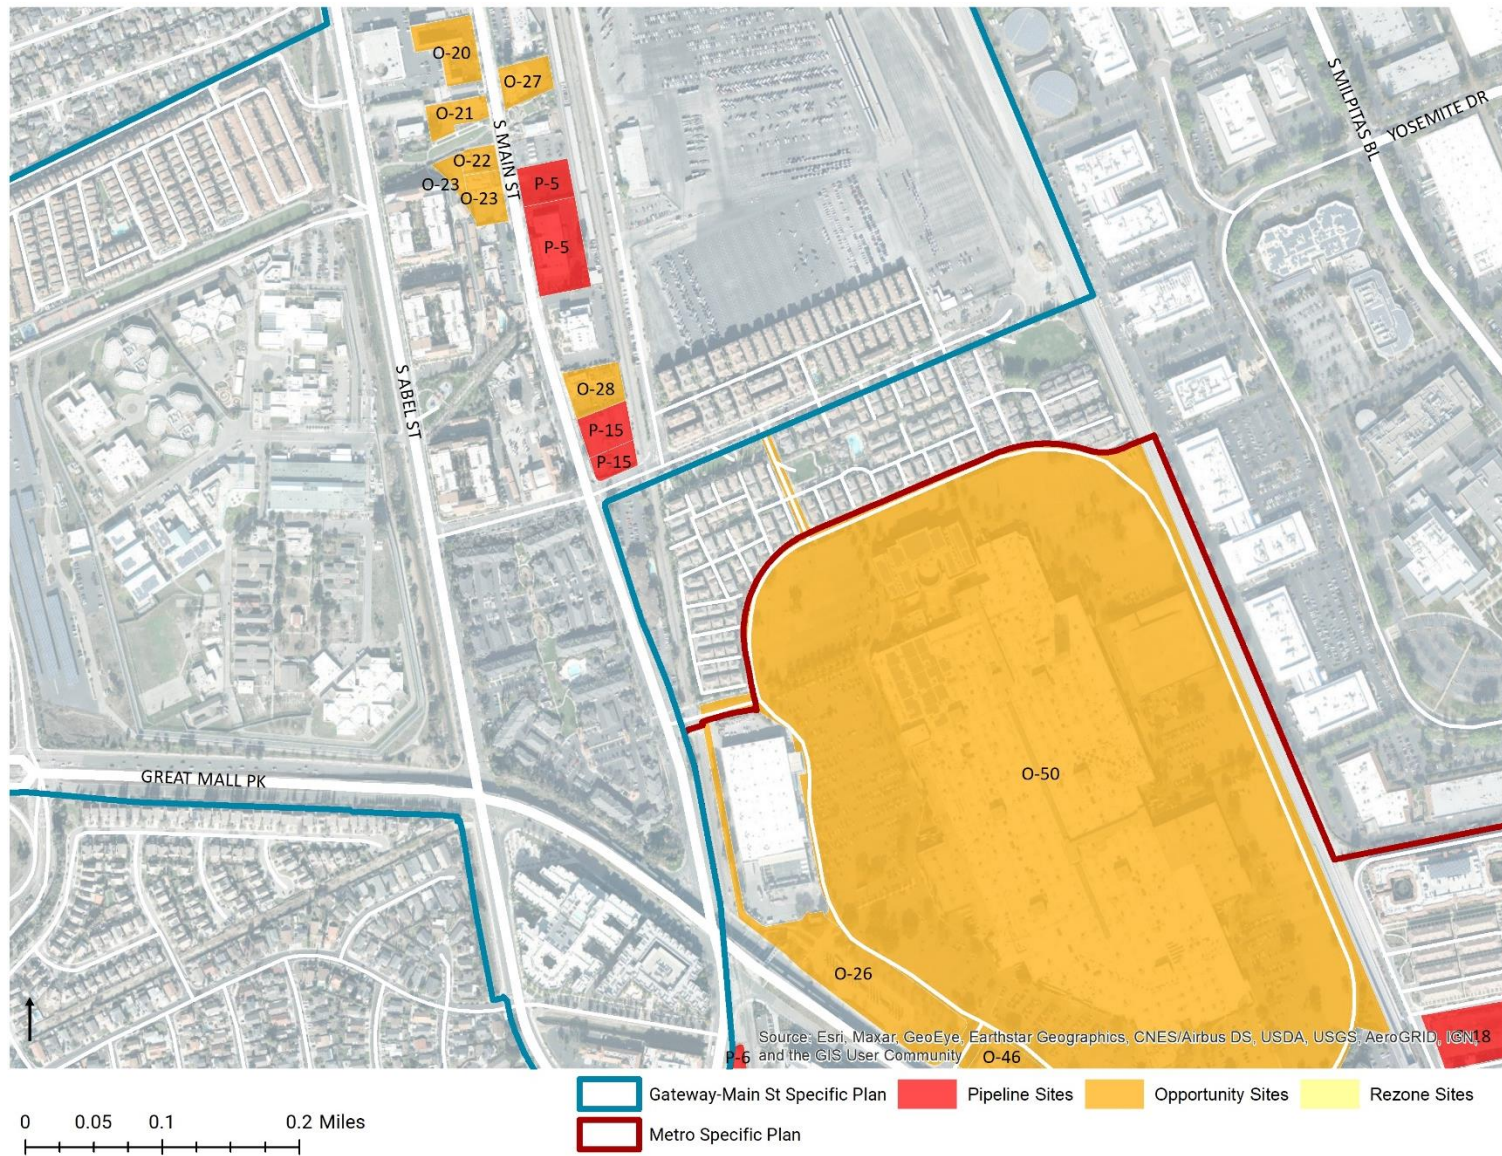 O-20
O-27
O-21
S MAIN ST
O-22
O-23
O-23
P-5
P-5
S MILPITAS BL
YOSEMITE DR
S ABEL ST
O-28
P-15
P-15
GREAT MALL PK
O-50
O-26
Source: Esri, Maxar, GeoEye, Earthstar Geographics, CNES/Airbus DS, USDA, USGS, AeroGRID, IGN,
and the GIS User Community
P-6
O-46
Gateway-Main St Specific Plan
Pipeline Sites
Opportunity Sites
Rezone Sites
Metro Specific Plan
0 0.05 0.1 0.2 Miles